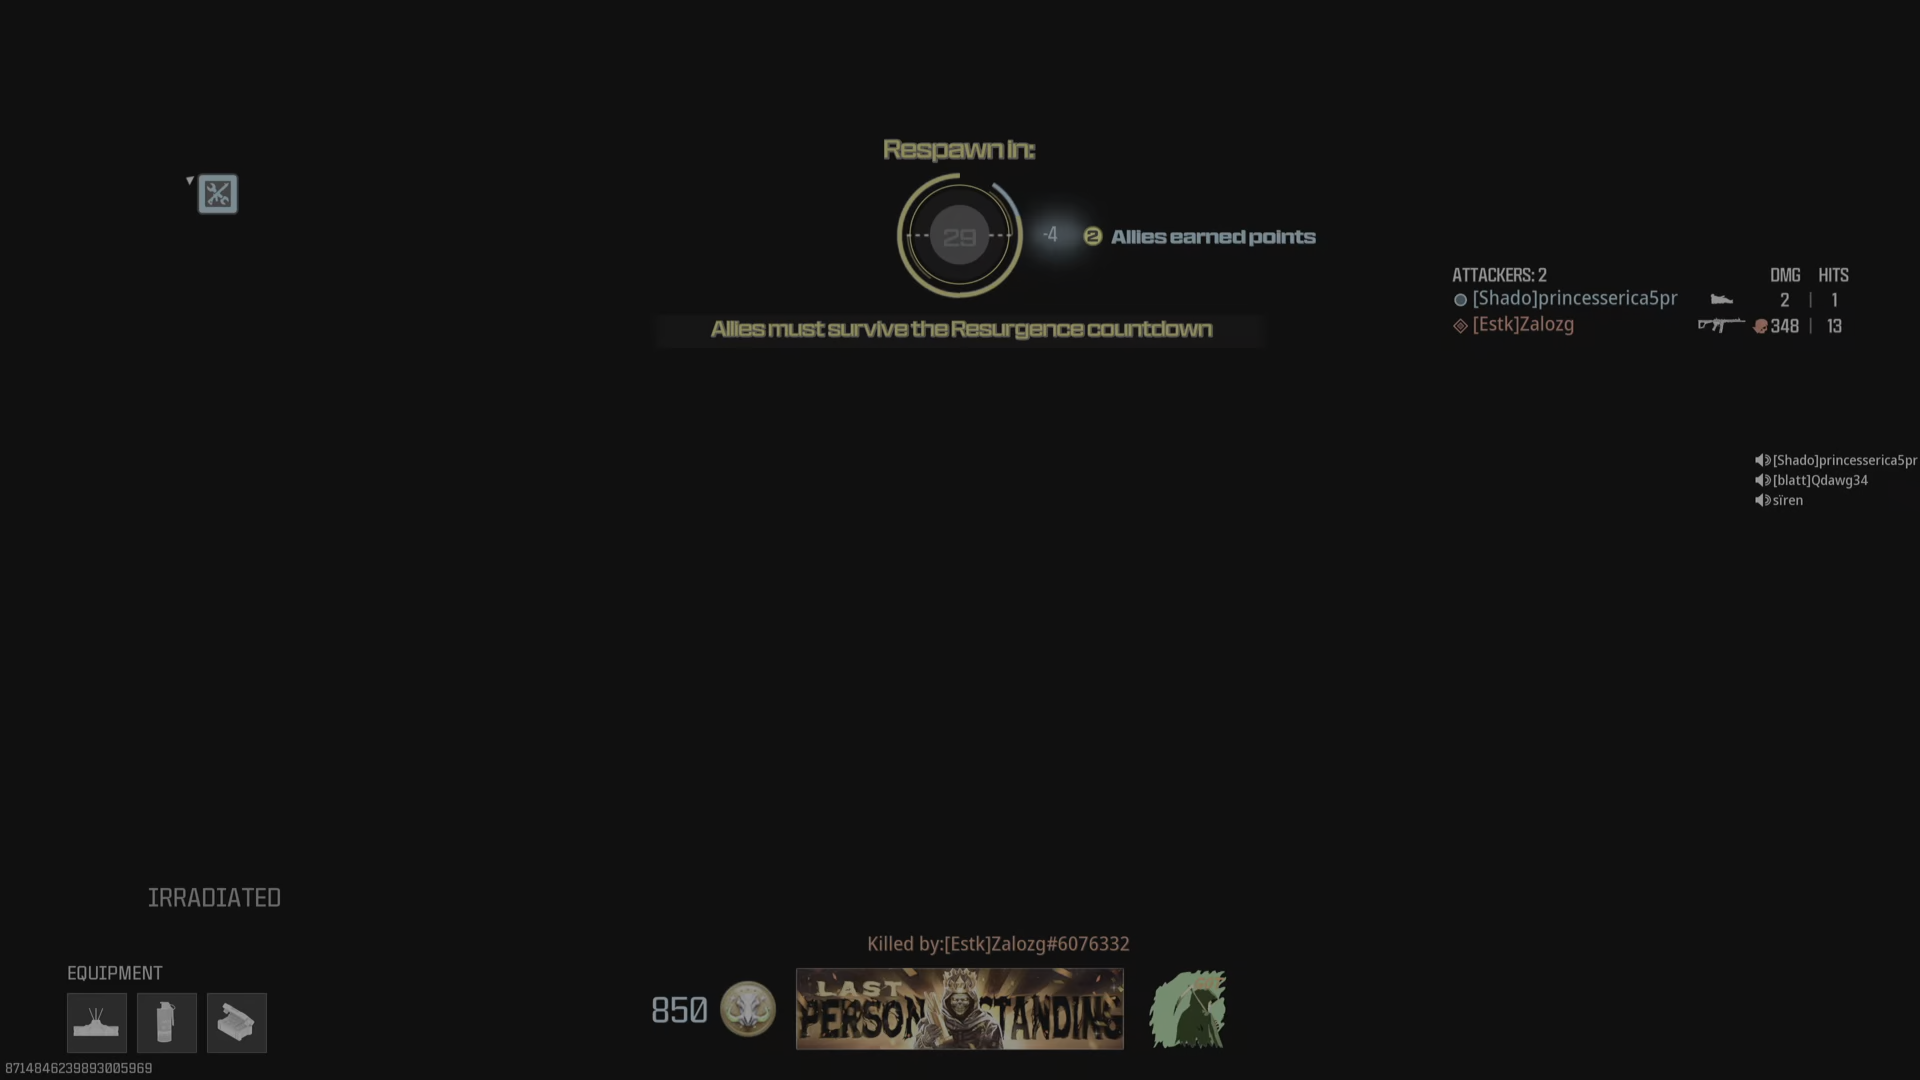 Respawn in:
29
-4
2 Allies earned points
Allies must survive the Resurgence countdown
ATTACKERS: 2 DMG HITS
[Shado]princesserica5pr 2 | 1
[Estk]Zalozg 348 | 13
[Shado]princesserica5pr
[blatt]Qdawg34
sïren
IRRADIATED
EQUIPMENT
Killed by:[Estk]Zalozg#6076332
850
LAST
PERSON STANDING
8714846239893005969